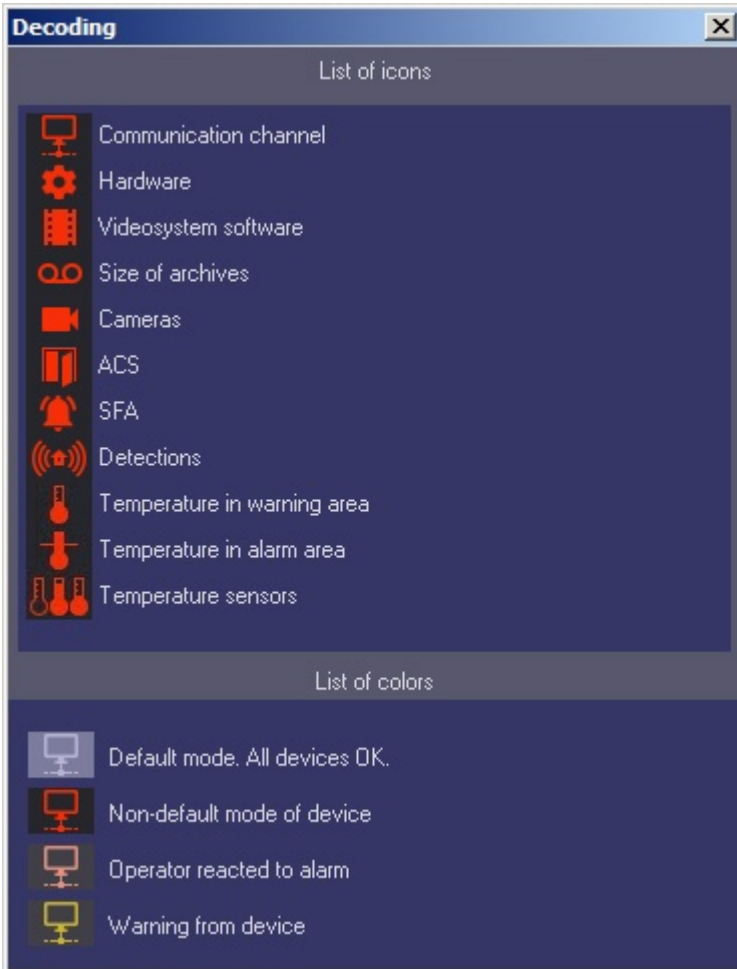 Decoding
List of icons
Communication channel
Hardware
Videosystem software
Size of archives
Cameras
ACS
SFA
Detections
Temperature in warning area
Temperature in alarm area
Temperature sensors
List of colors
Default mode. All devices OK.
Non-default mode of device
Operator reacted to alarm
Warning from device